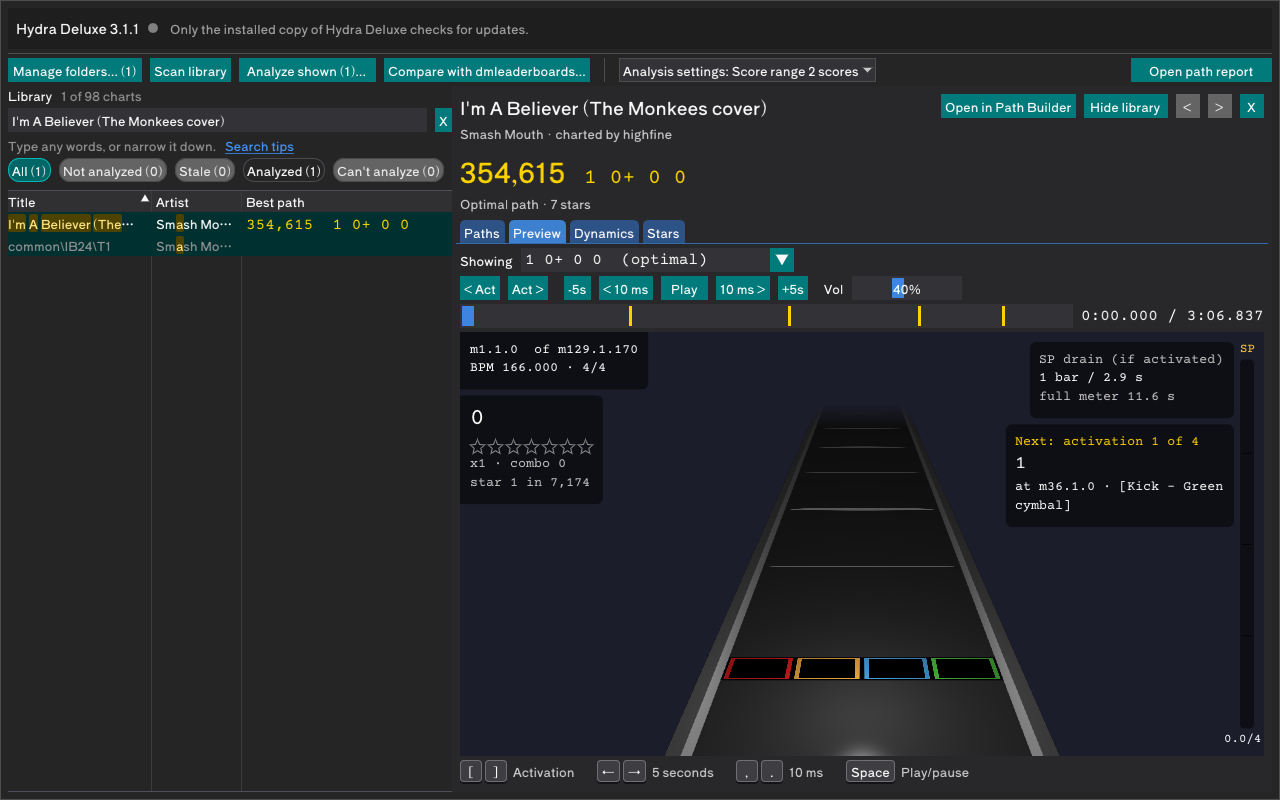 Hydra Deluxe 3.1.1 Only the installed copy of Hydra Deluxe checks for updates.
Manage folders... (1) Scan library Analyze shown (1)... Compare with dmleaderboards... Analysis settings: Score range 2 scores Open path report
Library 1 of 98 charts
I'm A Believer (The Monkees cover) X
Type any words, or narrow it down. Search tips
All (1) Not analyzed (0) Stale (0) Analyzed (1) Can't analyze (0)
Title Artist Best path
I'm A Believer (The··· Smash Mo··· 354,615 1 0+ 0 0
common\IB24\T1 Smash Mo···
I'm A Believer (The Monkees cover) Open in Path Builder Hide library < > X
Smash Mouth · charted by highfine
354,615 1 0+ 0 0
Optimal path · 7 stars
Paths Preview Dynamics Stars
Showing 1 0+ 0 0 (optimal)
< Act Act > -5s < 10 ms Play 10 ms > +5s Vol 40%
0:00.000 / 3:06.837
m1.1.0 of m129.1.170
BPM 166.000 · 4/4
0
x1 · combo 0
star 1 in 7,174
SP drain (if activated)
1 bar / 2.9 s
full meter 11.6 s
SP
Next: activation 1 of 4
1
at m36.1.0 · [Kick - Green
cymbal]
0.0/4
[ ] Activation ← → 5 seconds , . 10 ms Space Play/pause